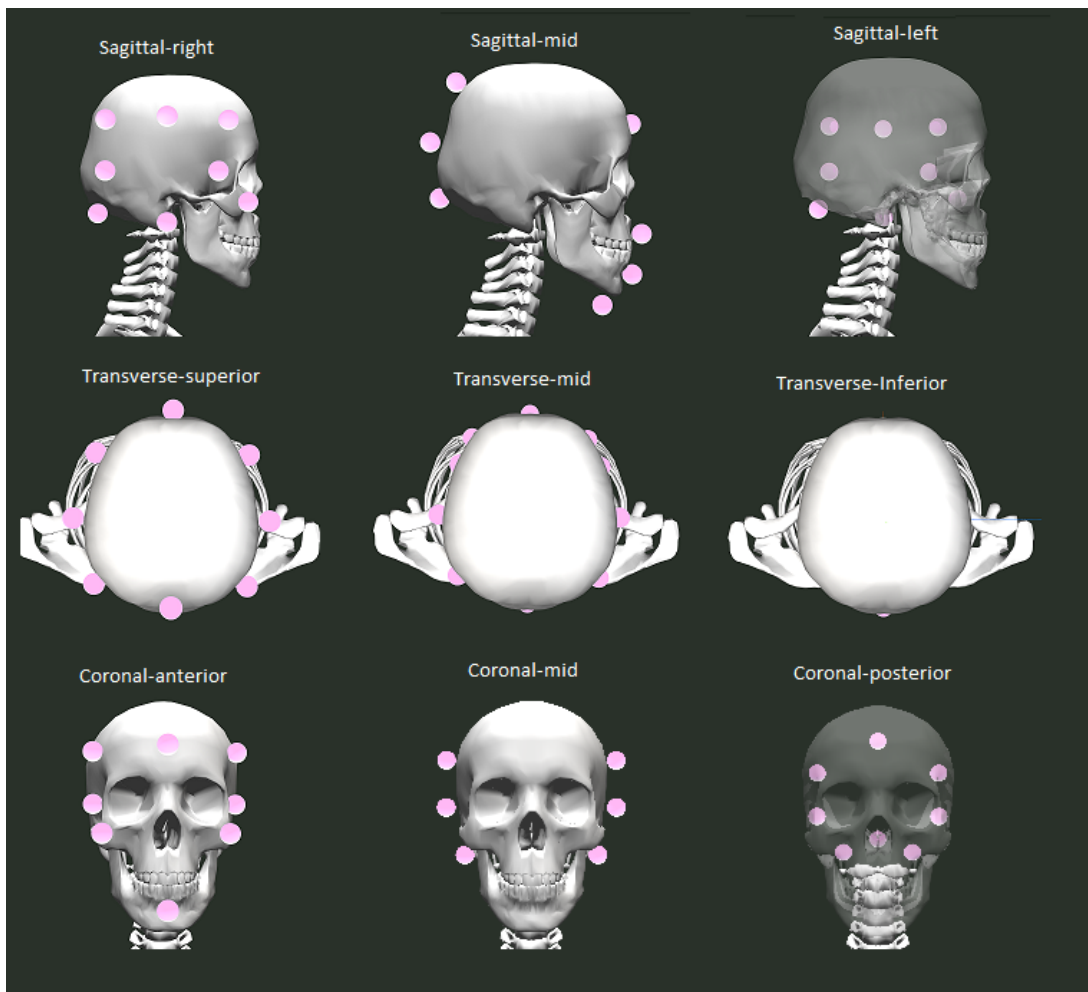 Sagittal-right
Sagittal-mid
Sagittal-left
Transverse-superior
Transverse-mid
Transverse-Inferior
Coronal-anterior
Coronal-mid
Coronal-posterior